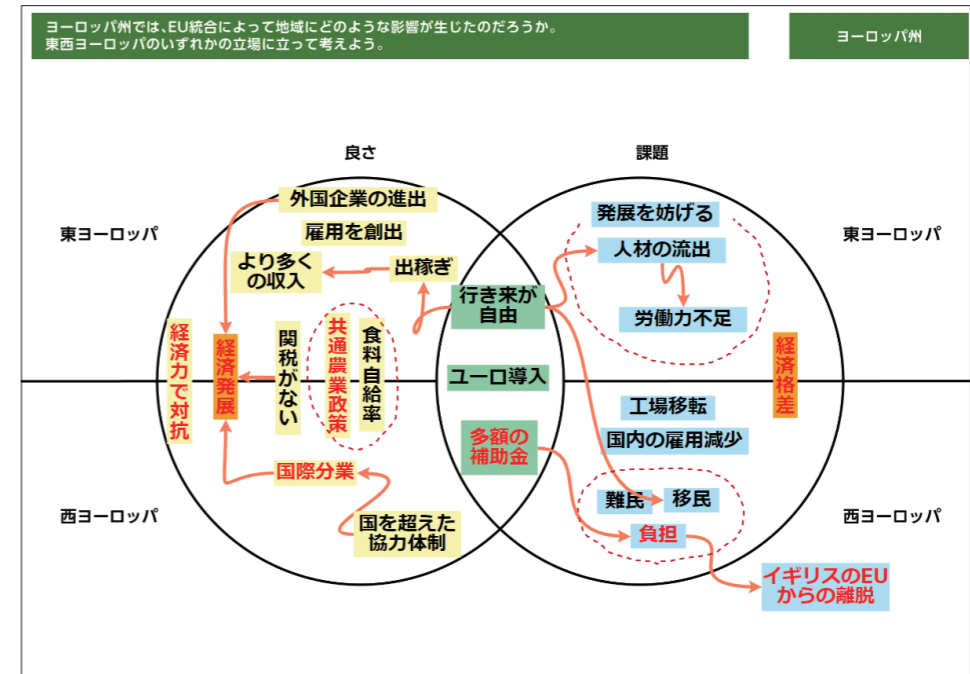 ヨーロッパ州では、EU統合によって地域にどのような影響が生じたのだろうか。
東西ヨーロッパのいずれかの立場に立って考えよう。
ヨーロッパ州
良さ
課題
東ヨーロッパ
東ヨーロッパ
外国企業の進出
雇用を創出
より多く
の収入
出稼ぎ
行き来が
自由
発展を妨げる
人材の流出
労働力不足
経済力で対抗
経済発展
関税がない
共通農業政策
食料自給率
ユーロ導入
経済格差
多額の
補助金
工場移転
国内の雇用減少
国際分業
国を超えた
協力体制
難民
移民
負担
西ヨーロッパ
西ヨーロッパ
イギリスのEU
からの離脱